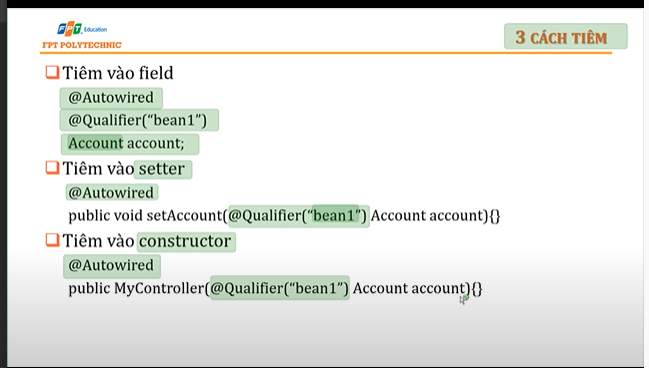 FPT Education
FPT POLYTECHNIC
3 CÁCH TIÊM
Tiêm vào field
@Autowired
@Qualifier(“bean1”)
Account account;
Tiêm vào setter
@Autowired
public void setAccount(@Qualifier(“bean1”) Account account){}
Tiêm vào constructor
@Autowired
public MyController(@Qualifier(“bean1”) Account account){}